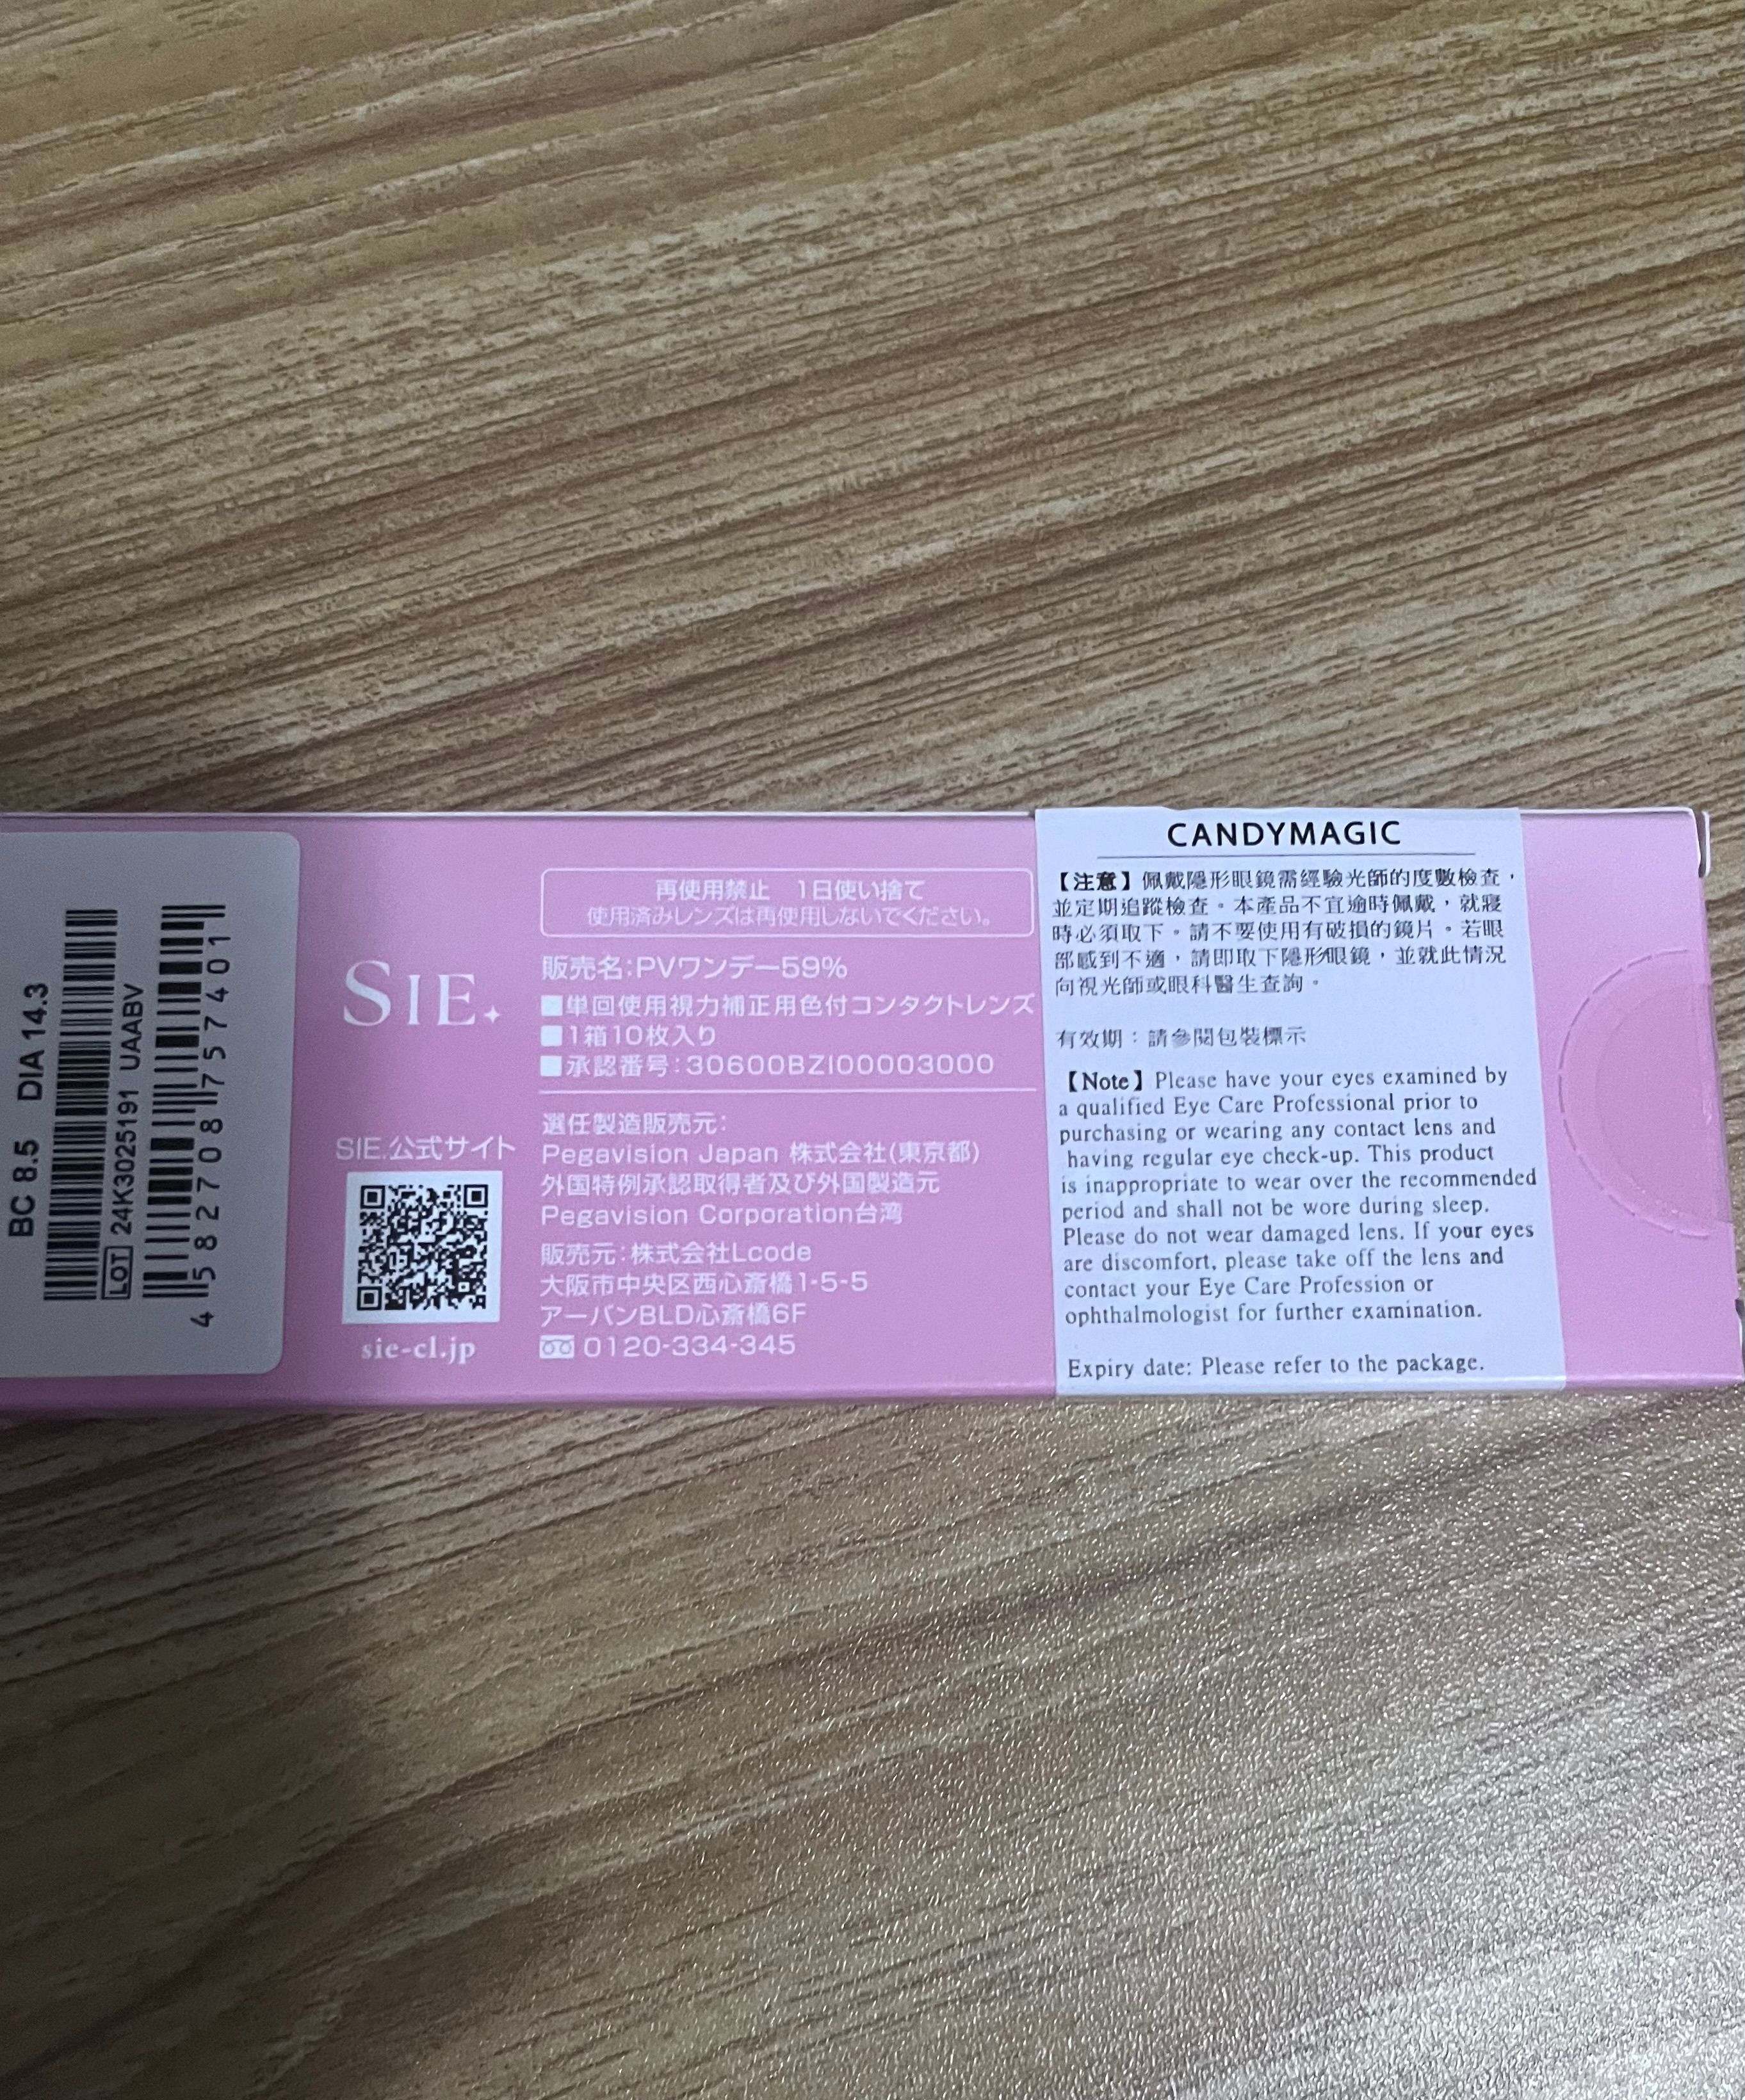 BC 8.5 DIA 14.3
LOT 24K3025191 UAABV
4 582708 757401
SIE.
SIE.公式サイト
sie-cl.jp
再使用禁止 1日使い捨て
使用済みレンズは再使用しないでください。
販売名:PVワンデー59%
■単回使用視力補正用色付コンタクトレンズ
■1箱10枚入り
■承認番号:30600BZI00003000
選任製造販売元:
Pegavision Japan 株式会社(東京都)
外国特例承認取得者及び外国製造元
Pegavision Corporation台湾
販売元:株式会社Lcode
大阪市中央区西心斎橋1-5-5
アーバンBLD心斎橋6F
0120-334-345
CANDYMAGIC
【注意】佩戴隱形眼鏡需經驗光師的度數檢查，
並定期追蹤檢查。本產品不宜逾時佩戴，就寢
時必須取下。請不要使用有破損的鏡片。若眼
部感到不適，請即取下隱形眼鏡，並就此情況
向視光師或眼科醫生查詢。
有效期：請參閱包裝標示
【Note】Please have your eyes examined by
a qualified Eye Care Professional prior to
purchasing or wearing any contact lens and
having regular eye check-up. This product
is inappropriate to wear over the recommended
period and shall not be wore during sleep.
Please do not wear damaged lens. If your eyes
are discomfort, please take off the lens and
contact your Eye Care Profession or
ophthalmologist for further examination.
Expiry date: Please refer to the package.